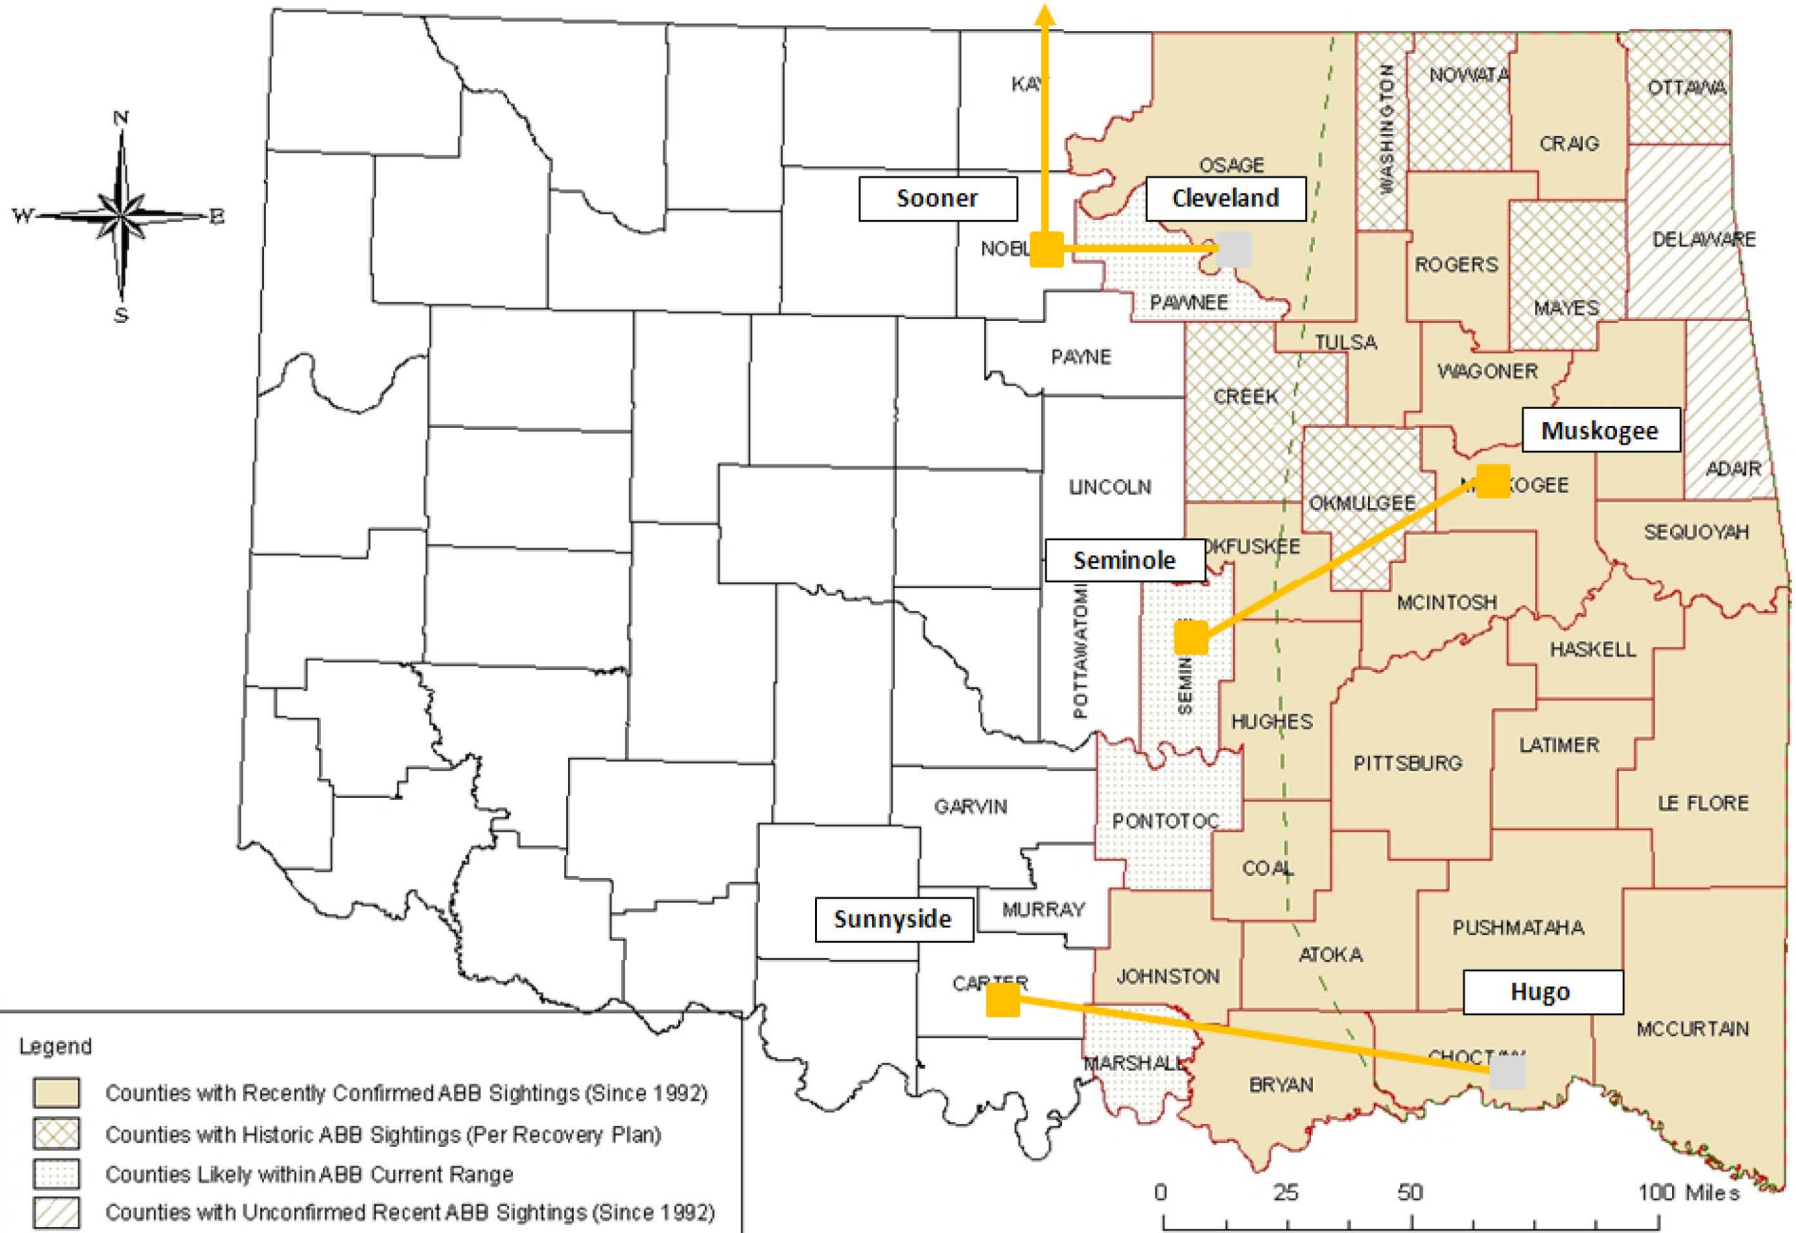 KAY
NOWATA
OTTAWA
WASHINGTON
CRAIG
OSAGE
Sooner
Cleveland
N
W
E
S
NOBL
DELAWARE
ROGERS
PAWNEE
MAYES
TULSA
PAYNE
WAGONER
CREEK
Muskogee
ADAIR
LINCOLN
M KOGEE
OKMULGEE
SEQUOYAH
OKFUSKEE
Seminole
MCINTOSH
POTTAWATOMI
HASKELL
SEMIN E
HUGHES
LATIMER
PITTSBURG
GARVIN
LE FLORE
PONTOTOC
COAL
MURRAY
Sunnyside
PUSHMATAHA
ATOKA
JOHNSTON
CARTER
Hugo
MCCURTAIN
MARSHALL
CHOCTAW
BRYAN
Legend
Counties with Recently Confirmed ABB Sightings (Since 1992)
Counties with Historic ABB Sightings (Per Recovery Plan)
Counties Likely within ABB Current Range
Counties with Unconfirmed Recent ABB Sightings (Since 1992)
0 25 50 100 Miles